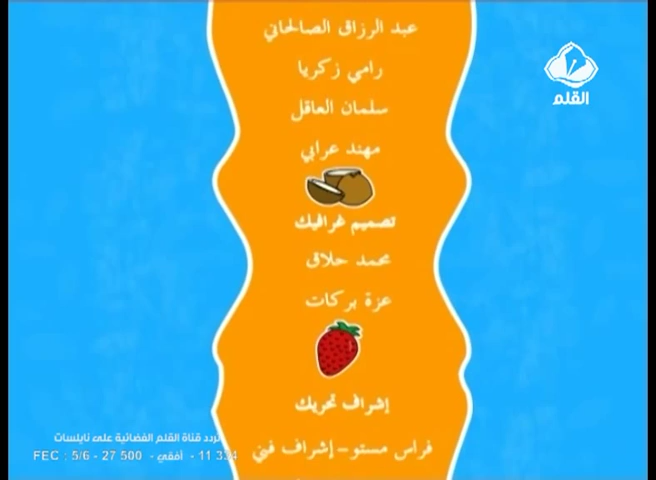 عبد الرزاق الصالحاني
رامي زكريا
سلمان العاقل
مهند عرابي
تصميم غرافيك
محمد حلاق
عزة بركات
إشراف تحريك
فراس مستو - إشراف فني
القلم
تردد قناة القلم الفضائية على نايلسات
11 334 - أفقي - FEC : 5/6 - 27 500